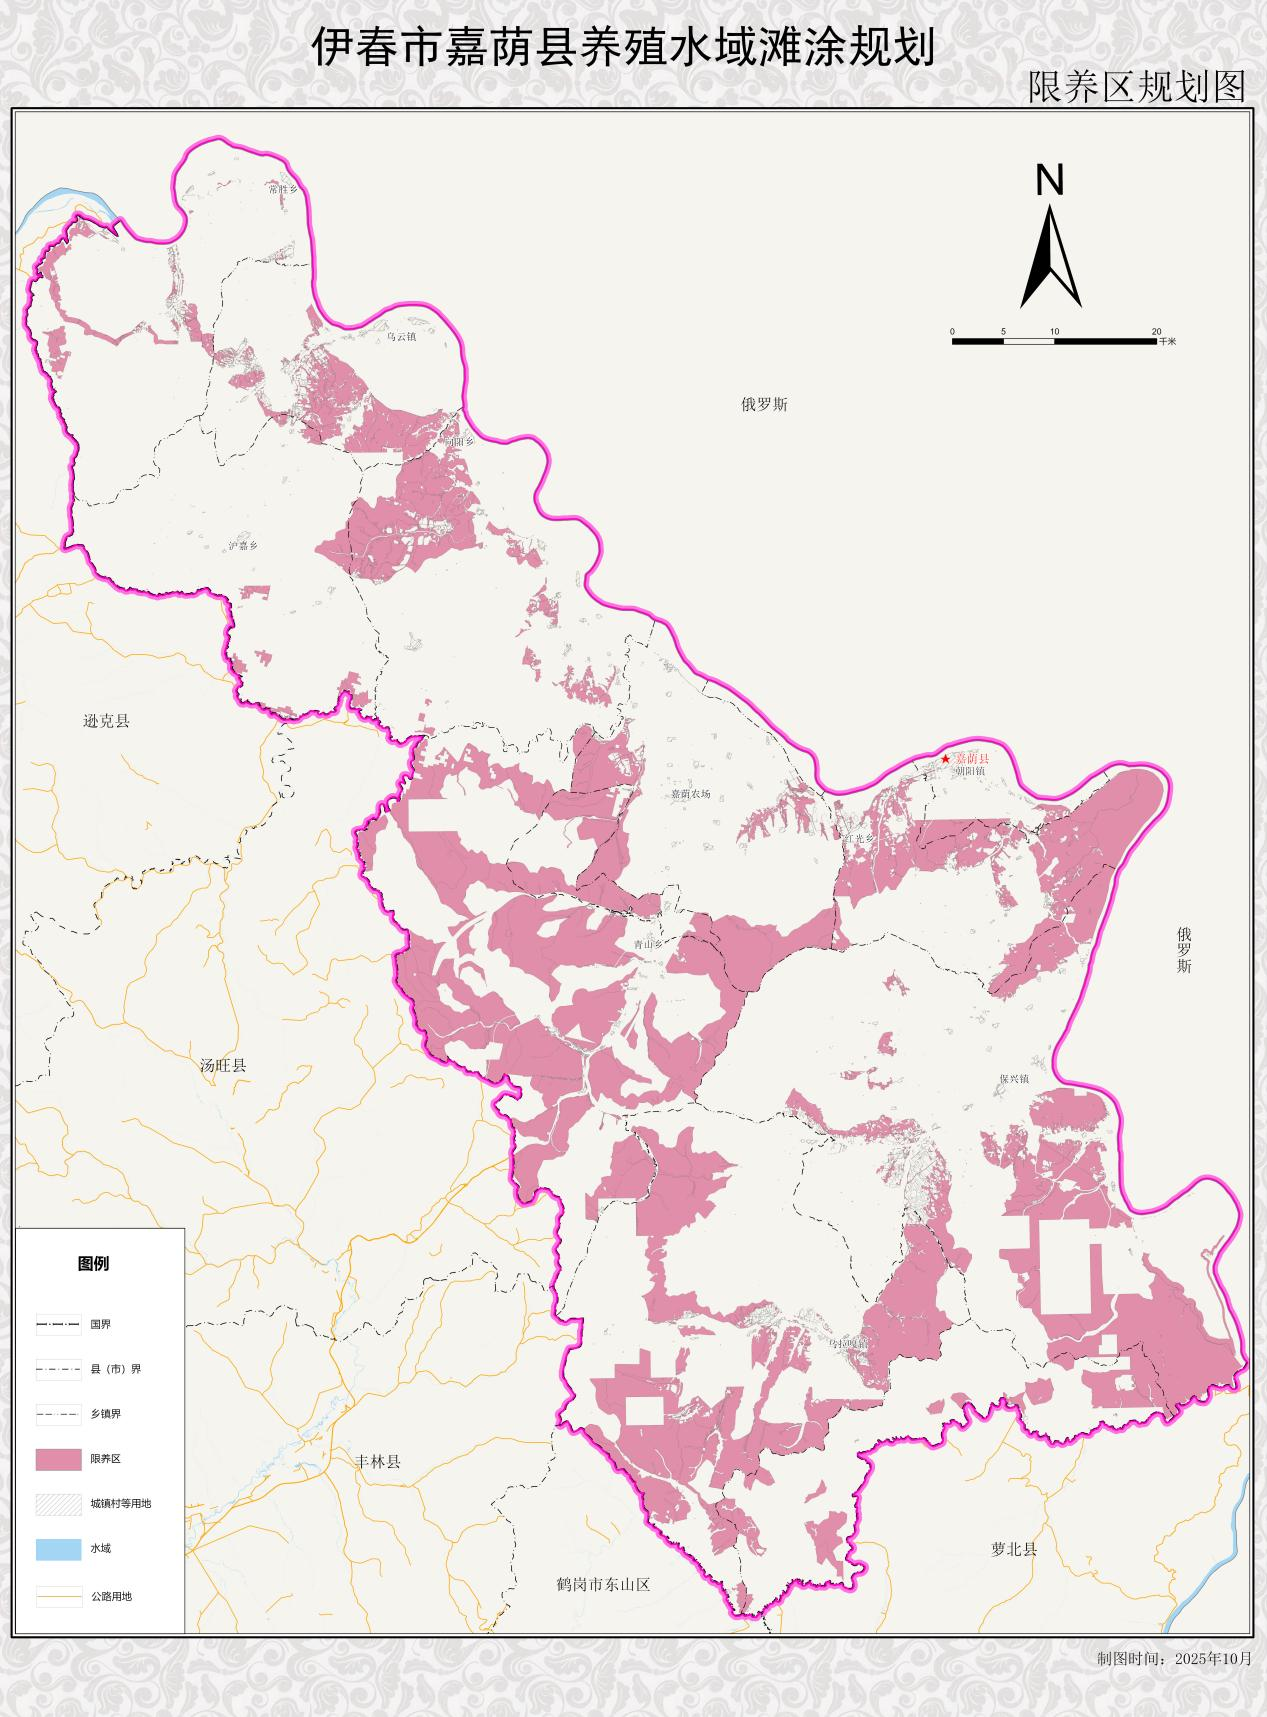 伊春市嘉荫县养殖水域滩涂规划
限养区规划图
N
0 5 10 20
千米
常胜乡
乌云镇
俄罗斯
向阳乡
沪嘉乡
逊克县
嘉荫县
朝阳镇
嘉荫农场
红光乡
青山乡
俄罗斯
汤旺县
保兴镇
乌拉嘎镇
丰林县
萝北县
鹤岗市东山区
图例
国界
县（市）界
乡镇界
限养区
城镇村等用地
水域
公路用地
制图时间：2025年10月